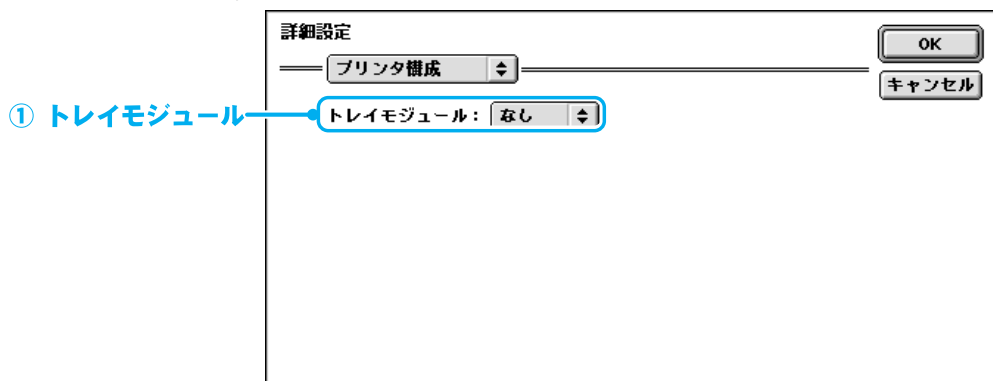 詳細設定
OK
プリンタ構成
キャンセル
① トレイモジュール
トレイモジュール： なし